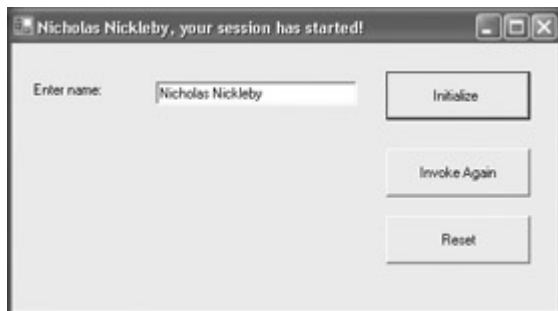 Nicholas Nickleby, your session has started!
Enter name:
Nicholas Nickleby
Initialize
Invoke Again
Reset